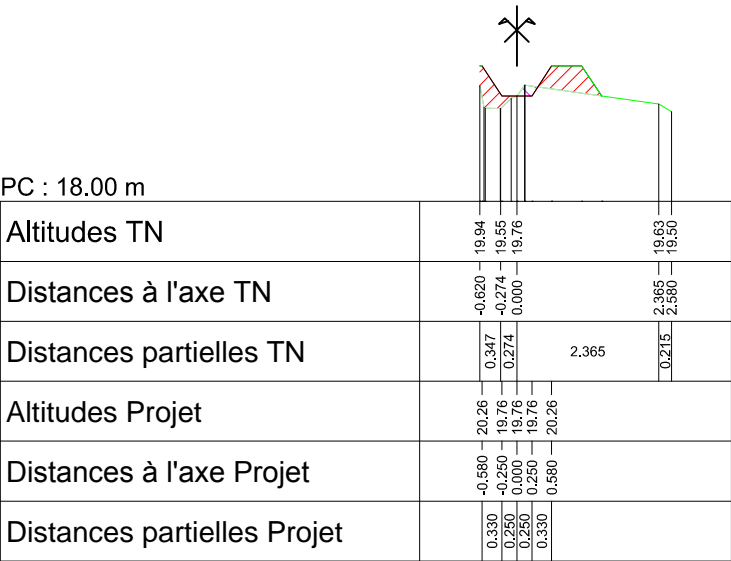 PC : 18.00 m
Altitudes TN
19.94 19.55 19.76 19.63 19.50
Distances à l'axe TN
-0.620 -0.274 0.000 2.365 2.580
Distances partielles TN
0.347 0.274 2.365 0.215
Altitudes Projet
20.26 19.76 19.76 19.76 20.26
Distances à l'axe Projet
-0.580 -0.250 0.000 0.250 0.580
Distances partielles Projet
0.330 0.250 0.250 0.330